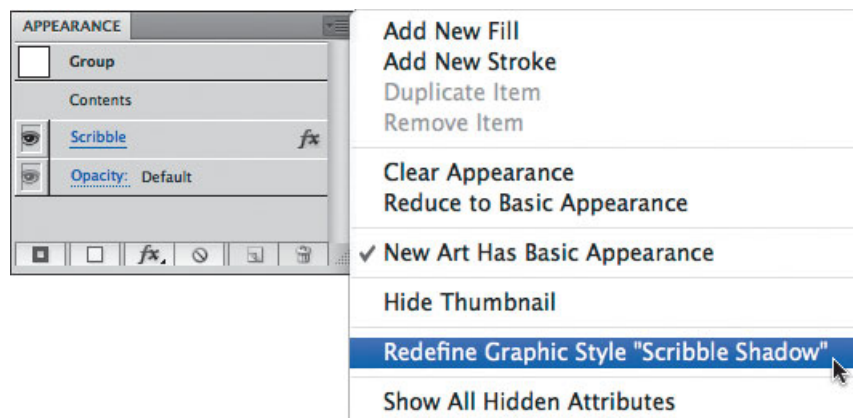 APPEARANCE
Group
Contents
Scribble fx
Opacity: Default
fx
Add New Fill
Add New Stroke
Duplicate Item
Remove Item
Clear Appearance
Reduce to Basic Appearance
✓ New Art Has Basic Appearance
Hide Thumbnail
Redefine Graphic Style "Scribble Shadow"
Show All Hidden Attributes